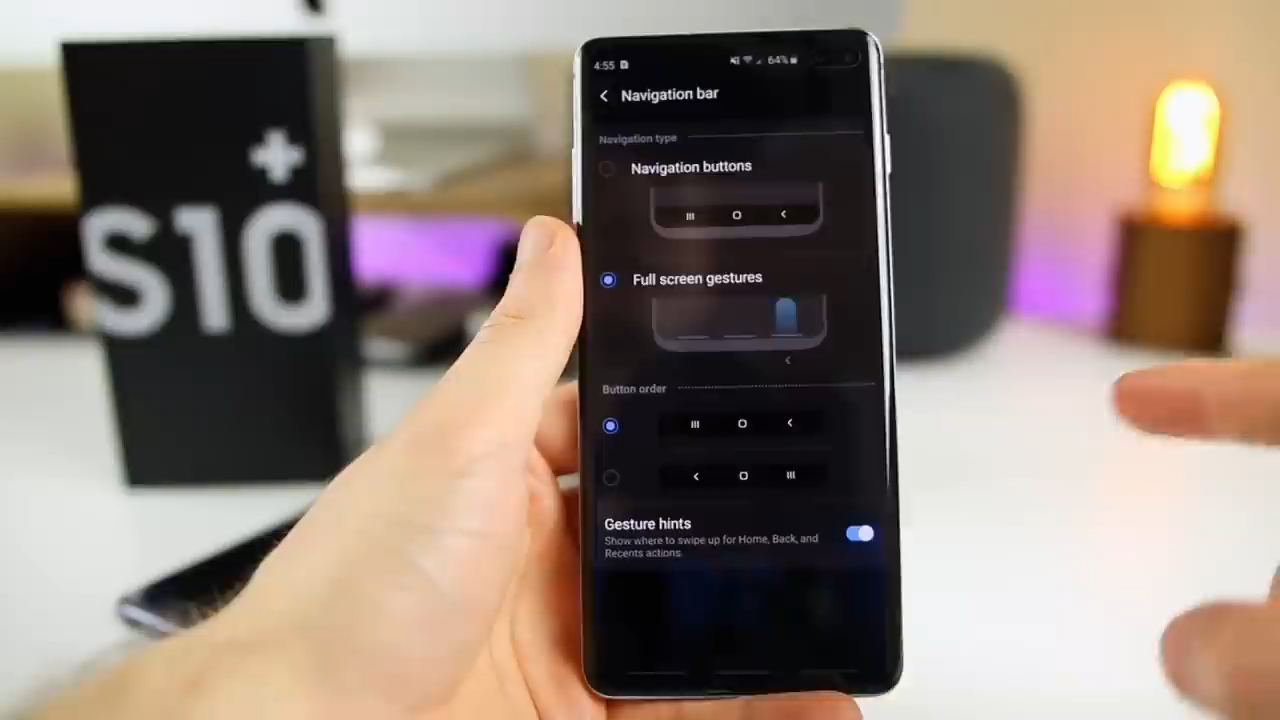 S10+
4:55 64%
Navigation bar
Navigation type
Navigation buttons
Full screen gestures
Button order
Gesture hints
Show where to swipe up for Home, Back, and
Recents actions.